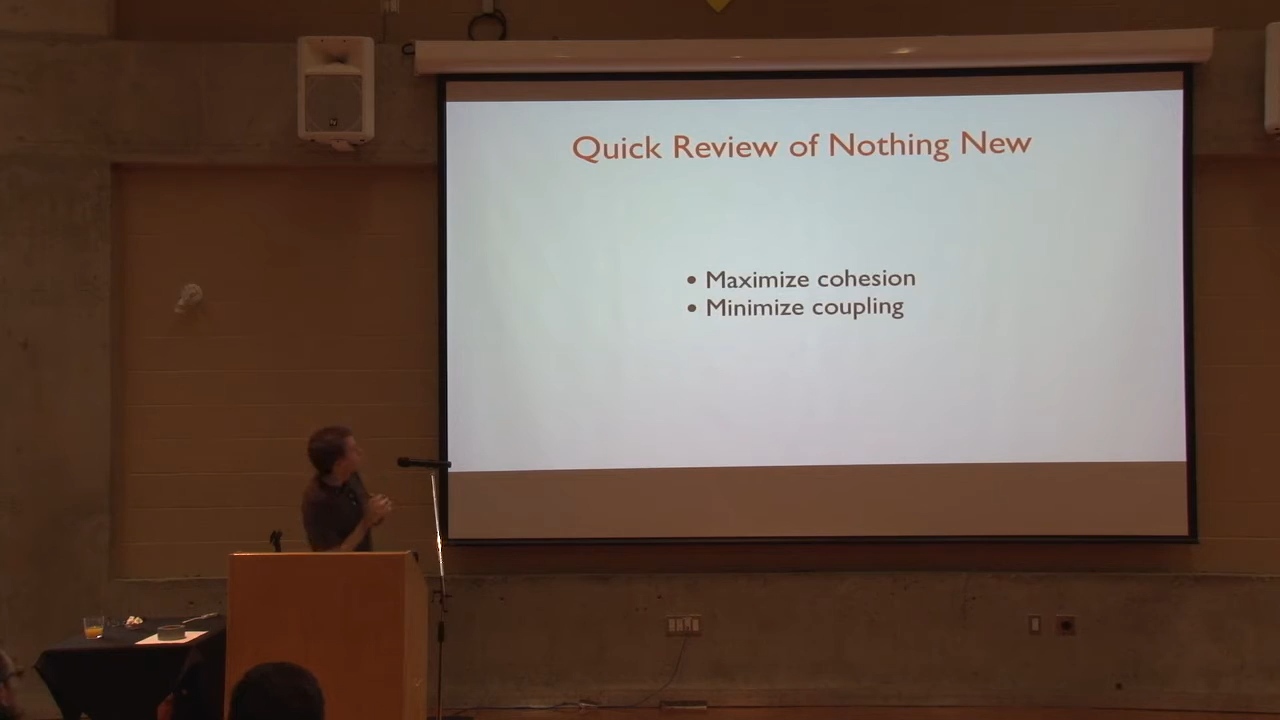 Quick Review of Nothing New
• Maximize cohesion
• Minimize coupling